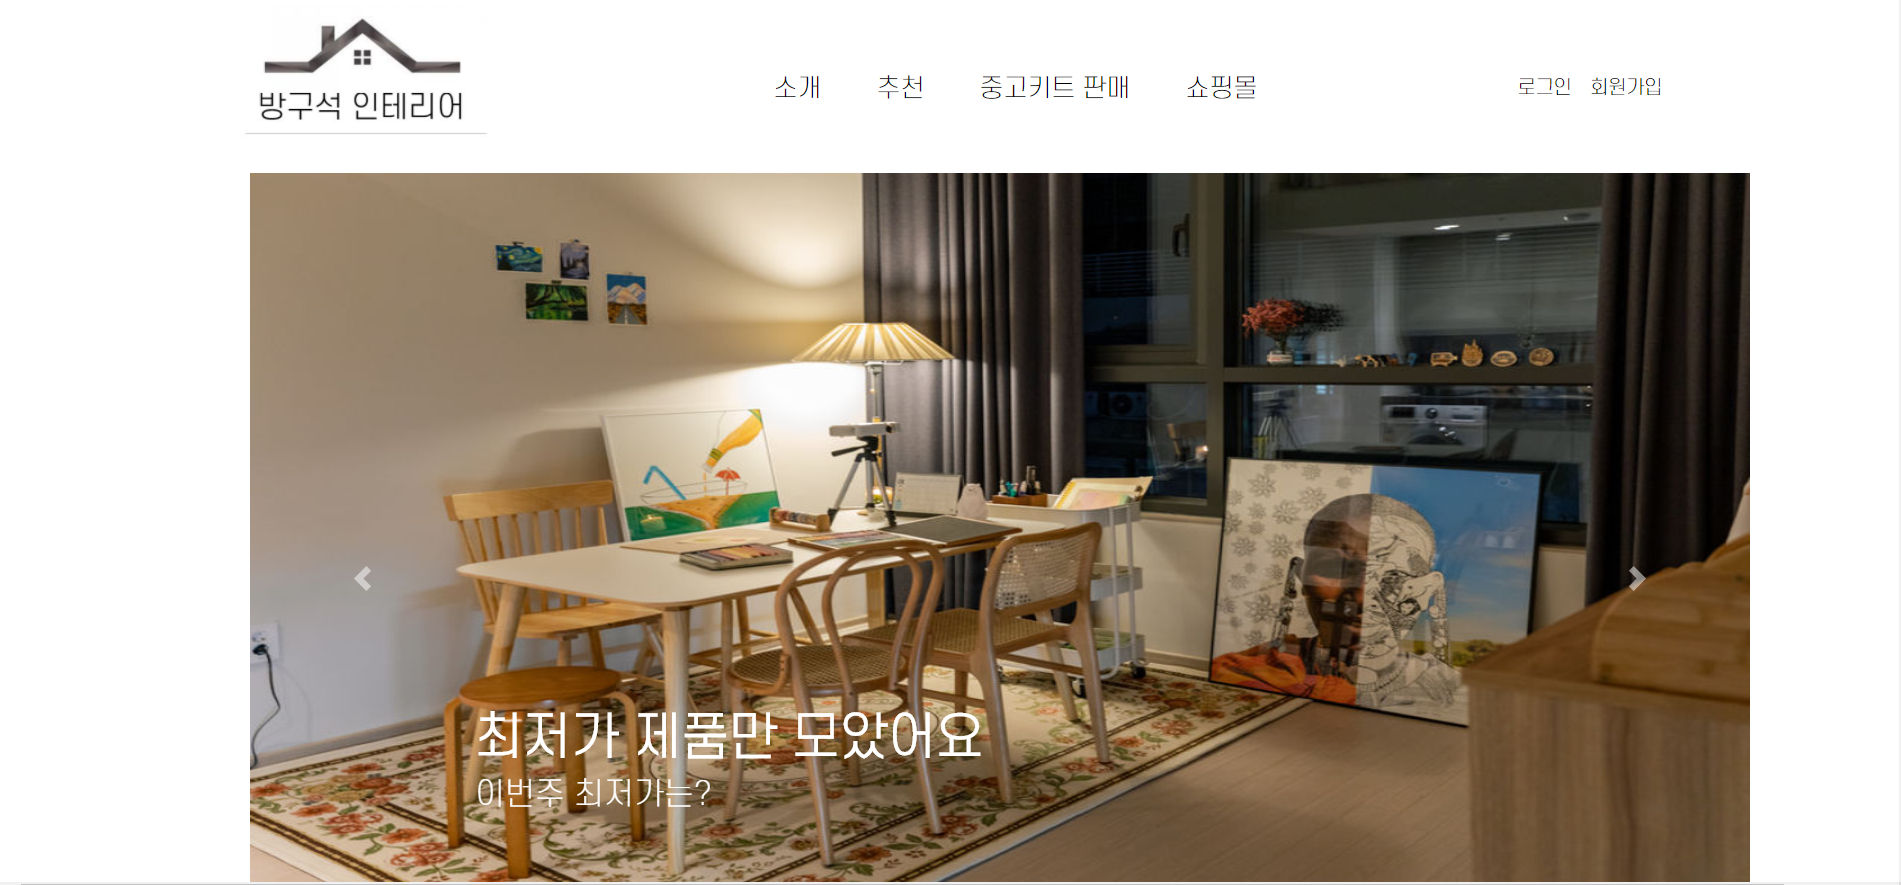 방구석 인테리어
소개 추천 중고키트 판매 쇼핑몰
로그인 회원가입
최저가 제품만 모았어요
이번주 최저가는?